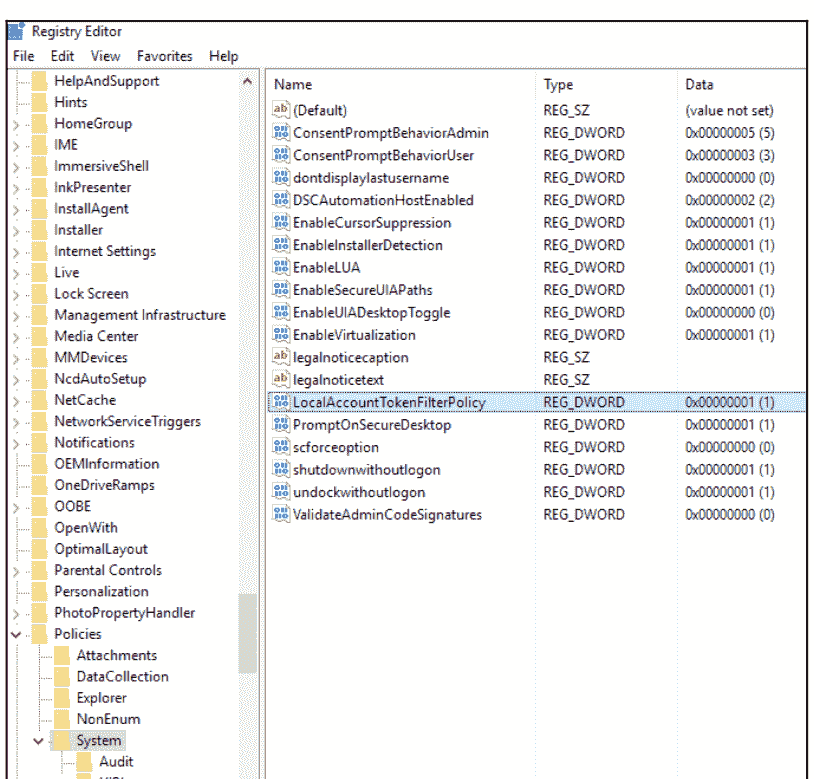 Registry Editor
File Edit View Favorites Help
HelpAndSupport
Hints
HomeGroup
IME
ImmersiveShell
InkPresenter
InstallAgent
Installer
Internet Settings
Live
Lock Screen
Management Infrastructure
Media Center
MMDevices
NcdAutoSetup
NetCache
NetworkServiceTriggers
Notifications
OEMInformation
OneDriveRamps
OOBE
OpenWith
OptimalLayout
Parental Controls
Personalization
PhotoPropertyHandler
Policies
Attachments
DataCollection
Explorer
NonEnum
System
Audit
Name Type Data
ab (Default) REG_SZ (value not set)
ConsentPromptBehaviorAdmin REG_DWORD 0x00000005 (5)
ConsentPromptBehaviorUser REG_DWORD 0x00000003 (3)
dontdisplaylastusername REG_DWORD 0x00000000 (0)
DSCAutomationHostEnabled REG_DWORD 0x00000002 (2)
EnableCursorSuppression REG_DWORD 0x00000001 (1)
EnableInstallerDetection REG_DWORD 0x00000001 (1)
EnableLUA REG_DWORD 0x00000001 (1)
EnableSecureUIAPaths REG_DWORD 0x00000001 (1)
EnableUIADesktopToggle REG_DWORD 0x00000000 (0)
EnableVirtualization REG_DWORD 0x00000001 (1)
ab legalnoticecaption REG_SZ
ab legalnoticetext REG_SZ
LocalAccountTokenFilterPolicy REG_DWORD 0x00000001 (1)
PromptOnSecureDesktop REG_DWORD 0x00000001 (1)
scforceoption REG_DWORD 0x00000000 (0)
shutdownwithoutlogon REG_DWORD 0x00000001 (1)
undockwithoutlogon REG_DWORD 0x00000001 (1)
ValidateAdminCodeSignatures REG_DWORD 0x00000000 (0)